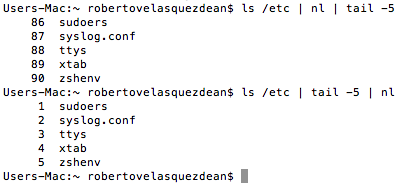 Users-Mac:~ robertovelasquezdean$ ls /etc | nl | tail -5
86 sudoers
87 syslog.conf
88 ttys
89 xtab
90 zshenv
Users-Mac:~ robertovelasquezdean$ ls /etc | tail -5 | nl
1 sudoers
2 syslog.conf
3 ttys
4 xtab
5 zshenv
Users-Mac:~ robertovelasquezdean$